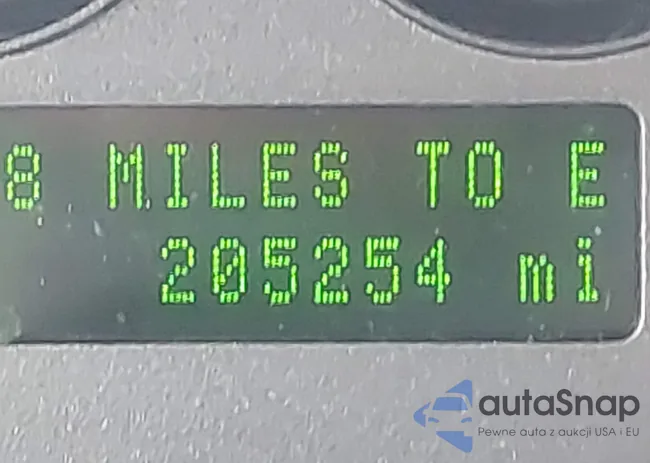 8 MILES TO E
205254 mi
autaSnap
Pewne auta z aukcji USA i EU